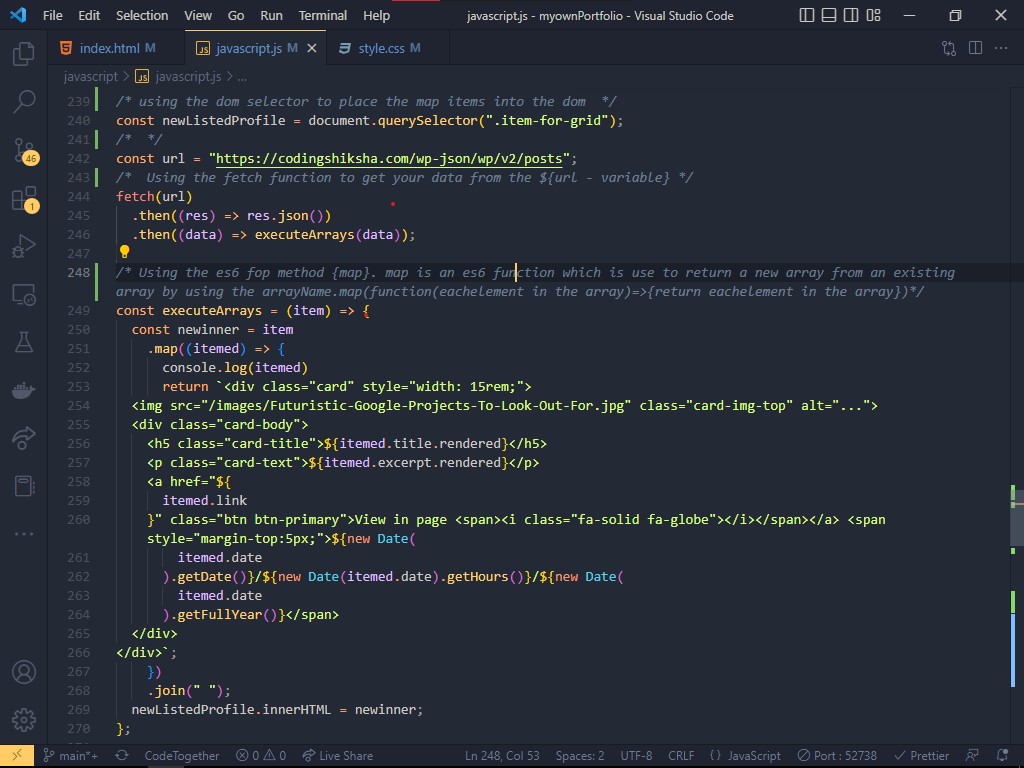 File Edit Selection View Go Run Terminal Help javascript.js - myownPortfolio - Visual Studio Code
index.html M javascript.js M style.css M
javascript > javascript.js > ...
239 /* using the dom selector to place the map items into the dom */
240 const newListedProfile = document.querySelector(".item-for-grid");
241 /* */
242 const url = "https://codingshiksha.com/wp-json/wp/v2/posts";
243 /* Using the fetch function to get your data from the ${url - variable} */
244 fetch(url)
245 .then((res) => res.json())
246 .then((data) => executeArrays(data));
247
248 /* Using the es6 fop method {map}. map is an es6 function which is use to return a new array from an existing
array by using the arrayName.map(function(eachelement in the array)=>{return eachelement in the array})*/
249 const executeArrays = (item) => {
250 const newinner = item
251 .map((itemed) => {
252 console.log(itemed)
253 return `<div class="card" style="width: 15rem;">
254 <img src="/images/Futuristic-Google-Projects-To-Look-Out-For.jpg" class="card-img-top" alt="...">
255 <div class="card-body">
256 <h5 class="card-title">${itemed.title.rendered}</h5>
257 <p class="card-text">${itemed.excerpt.rendered}</p>
258 <a href="${
259 itemed.link
260 }" class="btn btn-primary">View in page <span><i class="fa-solid fa-globe"></i></span></a> <span
style="margin-top:5px;">${new Date(
261 itemed.date
262 ).getDate()}/${new Date(itemed.date).getHours()}/${new Date(
263 itemed.date
264 ).getFullYear()}</span>
265 </div>
266 </div>`;
267 })
268 .join(" ");
269 newListedProfile.innerHTML = newinner;
270 };
46
1
main*+ CodeTogether 0 0 Live Share Ln 248, Col 53 Spaces: 2 UTF-8 CRLF {} JavaScript Port : 52738 Prettier